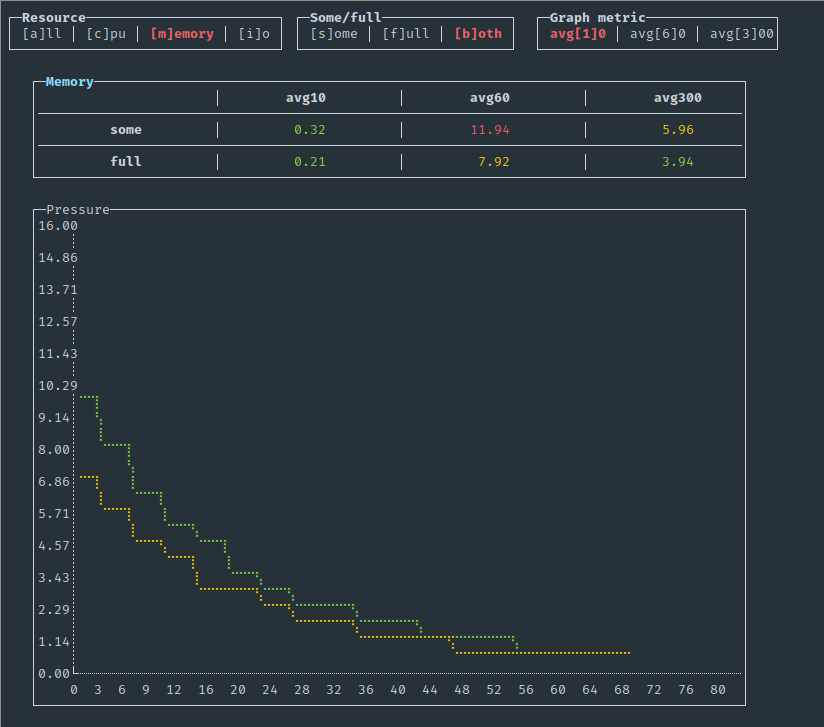 Resource Some/full Graph metric
[a]ll [c]pu [m]emory [i]o [s]ome [f]ull [b]oth avg[1]0 avg[6]0 avg[3]00
Memory
avg10 avg60 avg300
some 0.32 11.94 5.96
full 0.21 7.92 3.94
Pressure
16.00
14.86
13.71
12.57
11.43
10.29
9.14
8.00
6.86
5.71
4.57
3.43
2.29
1.14
0.00
0 3 6 9 12 16 20 24 28 32 36 40 44 48 52 56 60 64 68 72 76 80